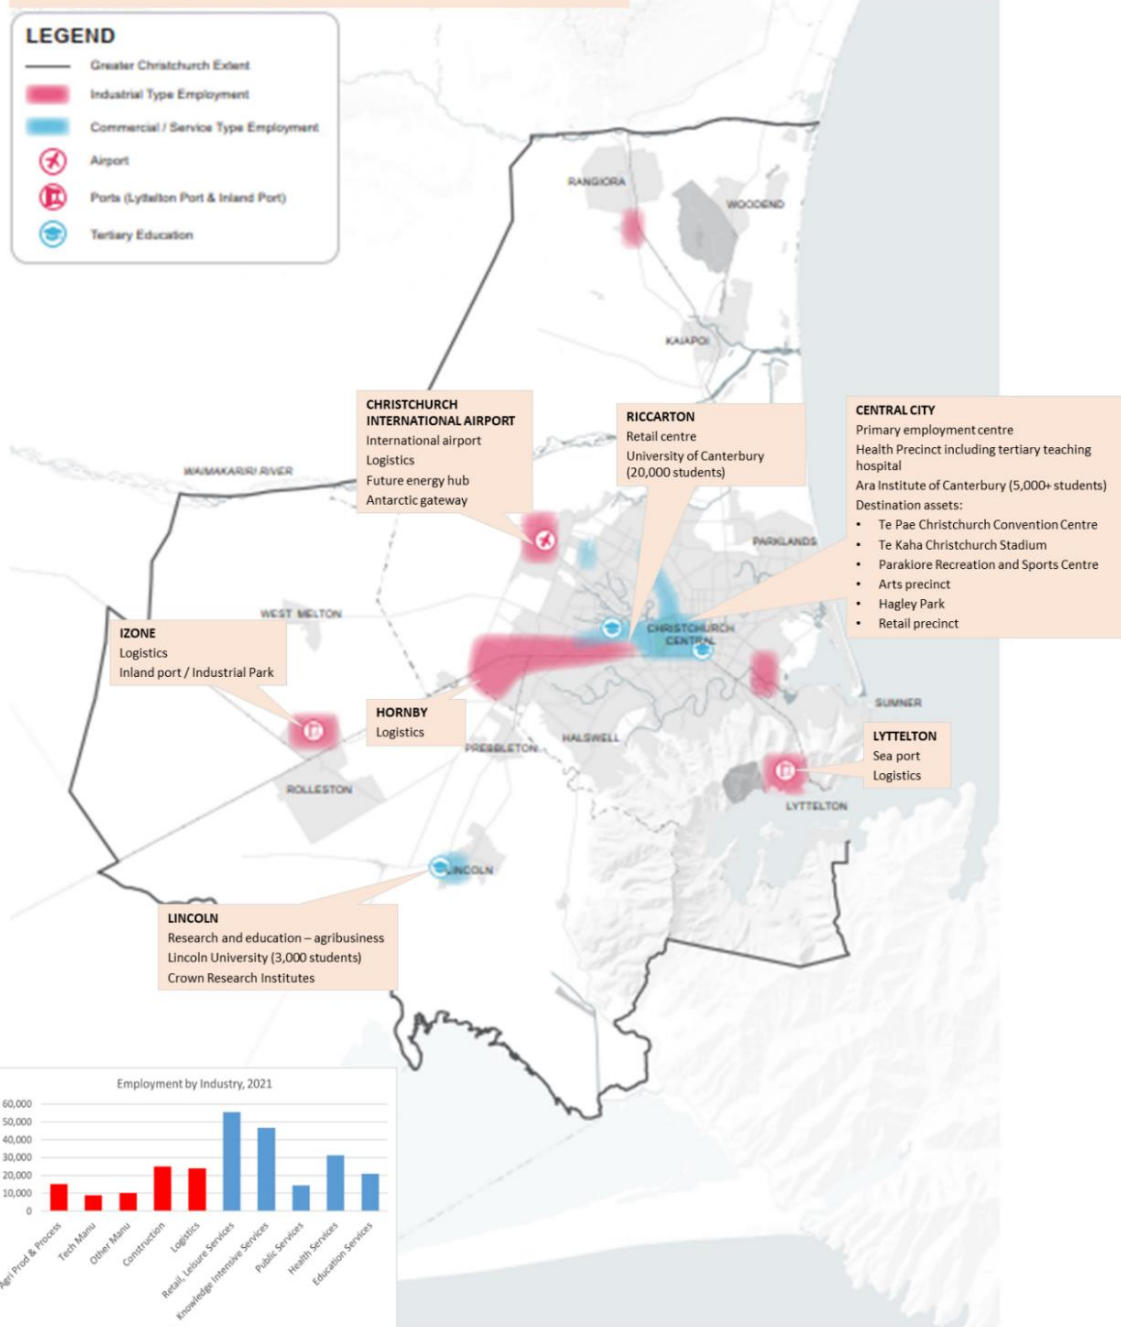 LEGEND
Greater Christchurch Extent
Industrial Type Employment
Commercial / Service Type Employment
Airport
Ports (Lyttelton Port & Inland Port)
Tertiary Education
RANGIORA
WOODEND
KAIAPOI
WAIMAKARIRI RIVER
CHRISTCHURCH
INTERNATIONAL AIRPORT
International airport
Logistics
Future energy hub
Antarctic gateway
RICCARTON
Retail centre
University of Canterbury
(20,000 students)
CENTRAL CITY
Primary employment centre
Health Precinct including tertiary teaching
hospital
Ara Institute of Canterbury (5,000+ students)
Destination assets:
• Te Pae Christchurch Convention Centre
• Te Kaha Christchurch Stadium
• Parakiore Recreation and Sports Centre
• Arts precinct
• Hagley Park
• Retail precinct
PARKLANDS
WEST MELTON
CHRISTCHURCH
CENTRAL
IZONE
Logistics
Inland port / Industrial Park
HORNBY
Logistics
PREBBLETON
HALSWELL
SUMNER
LYTTELTON
Sea port
Logistics
ROLLESTON
LYTTELTON
LINCOLN
LINCOLN
Research and education – agribusiness
Lincoln University (3,000 students)
Crown Research Institutes
Employment by Industry, 2021
60,000
50,000
40,000
30,000
20,000
10,000
0
Agri Prod & Process
Tech Manu
Other Manu
Construction
Logistics
Retail, Leisure Services
Knowledge Intensive Services
Public Services
Health Services
Education Services